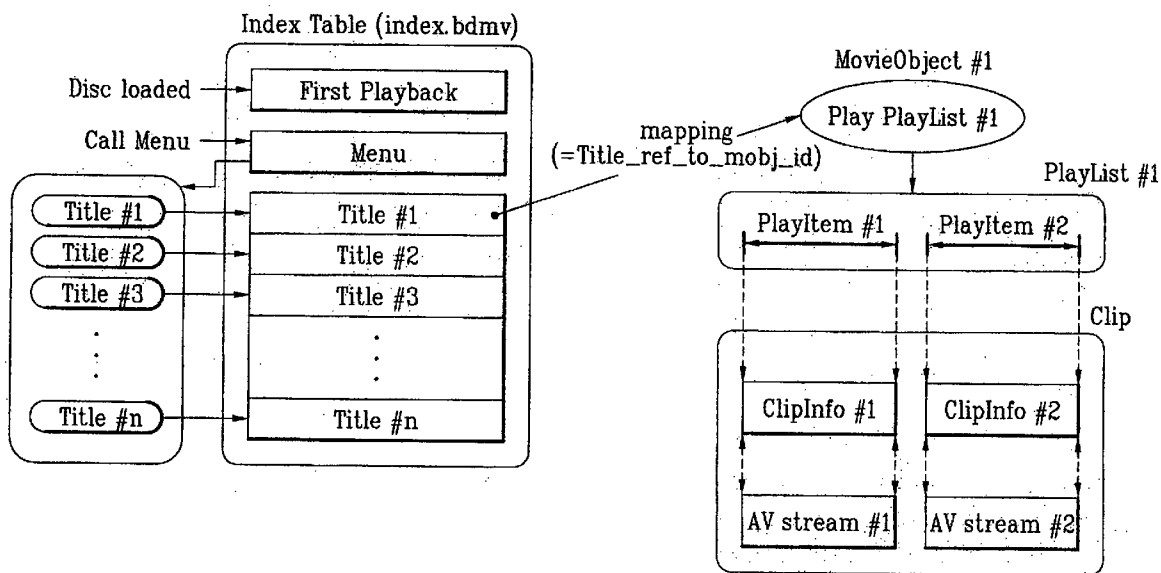 Index Table (index.bdmv)
Disc loaded
First Playback
Call Menu
Menu
Title #1
Title #2
Title #3
Title #n
Title #1
Title #2
Title #3
Title #n
mapping
(=Title_ref_to_mobj_id)
MovieObject #1
Play PlayList #1
PlayList #1
PlayItem #1
PlayItem #2
Clip
ClipInfo #1
ClipInfo #2
AV stream #1
AV stream #2